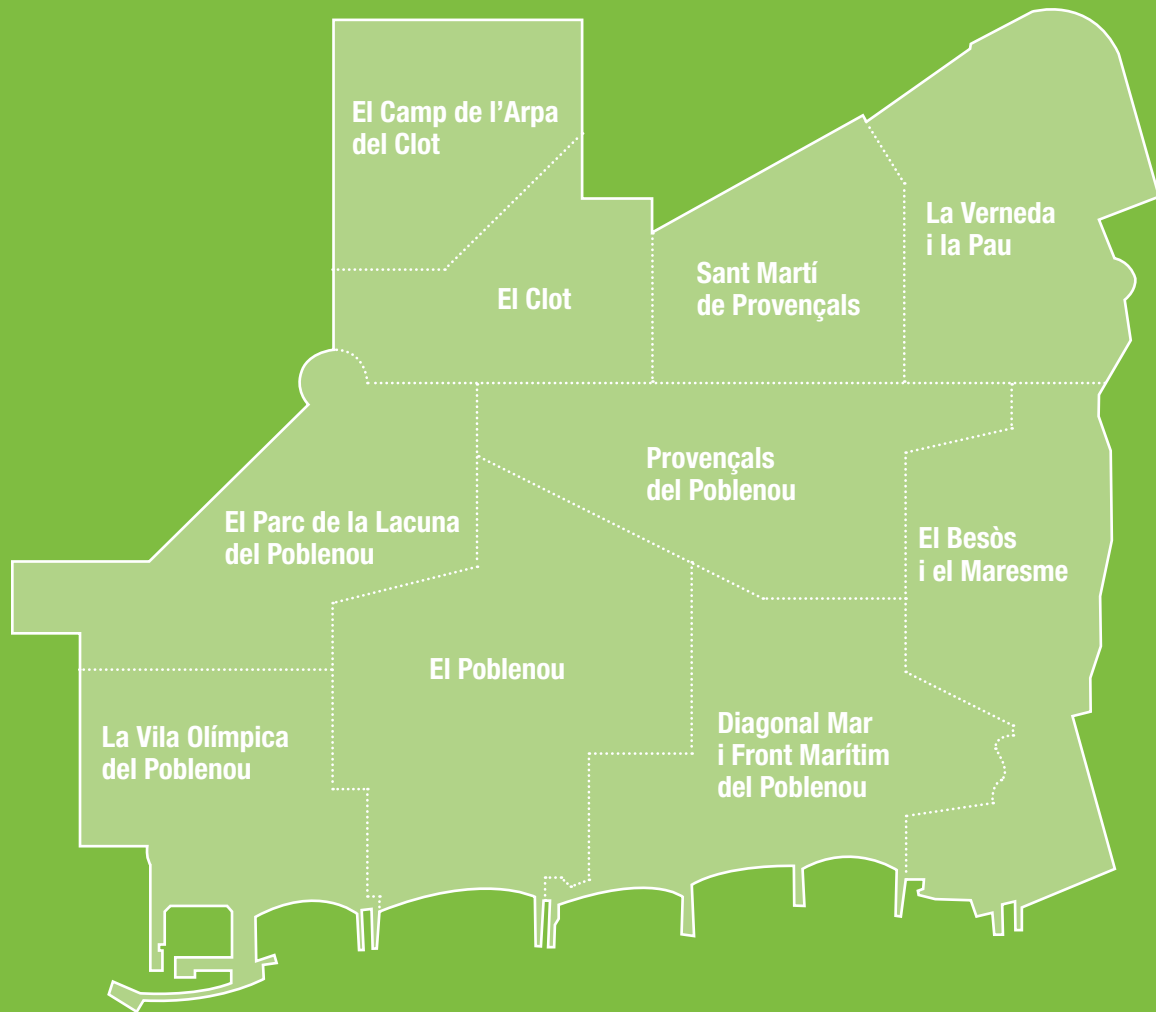 El Camp de l’Arpa
del Clot
La Verneda
i la Pau
Sant Martí
de Provençals
El Clot
Provençals
del Poblenou
El Parc de la Lacuna
del Poblenou
El Besòs
i el Maresme
El Poblenou
Diagonal Mar
i Front Marítim
del Poblenou
La Vila Olímpica
del Poblenou